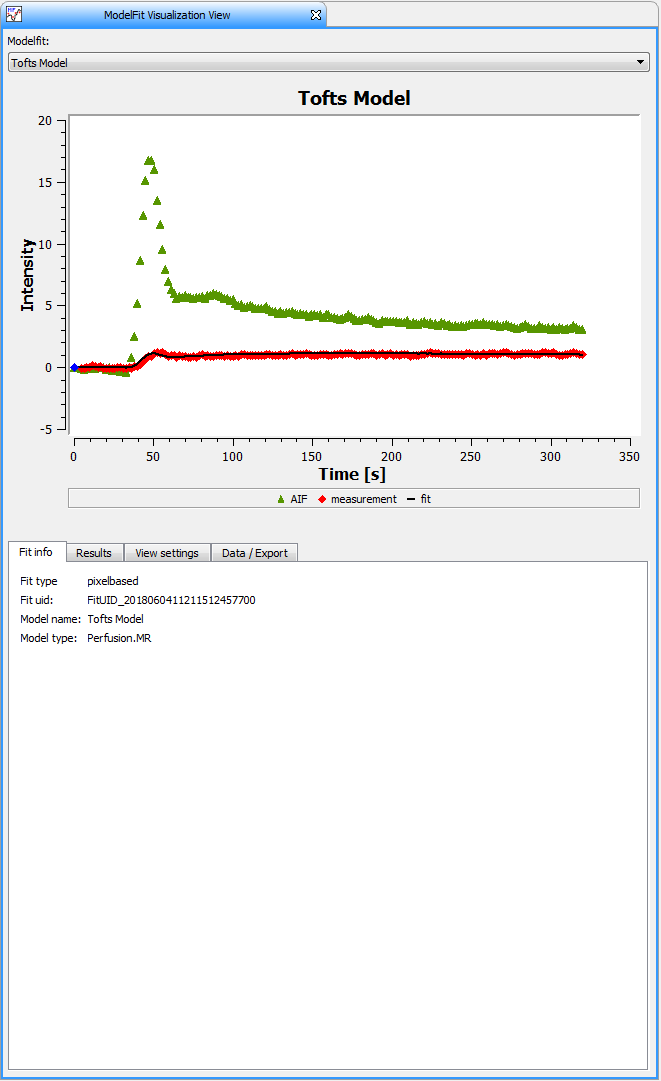 ModelFit Visualization View
Modelfit:
Tofts Model
Tofts Model
20
15
10
5
0
-5
Intensity
0 50 100 150 200 250 300 350
Time [s]
AIF measurement fit
Fit info Results View settings Data / Export
Fit type pixelbased
Fit uid: FitUID_2018060411211512457700
Model name: Tofts Model
Model type: Perfusion.MR